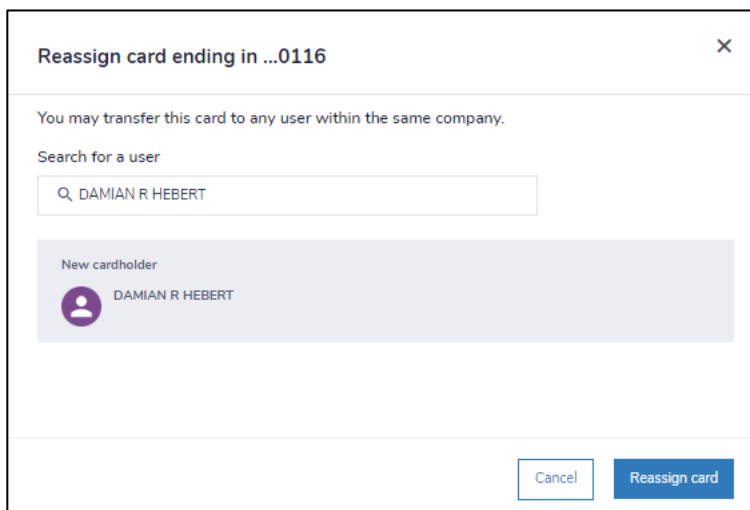 Reassign card ending in ...0116
You may transfer this card to any user within the same company.
Search for a user
DAMIAN R HEBERT
New cardholder
DAMIAN R HEBERT
Cancel
Reassign card